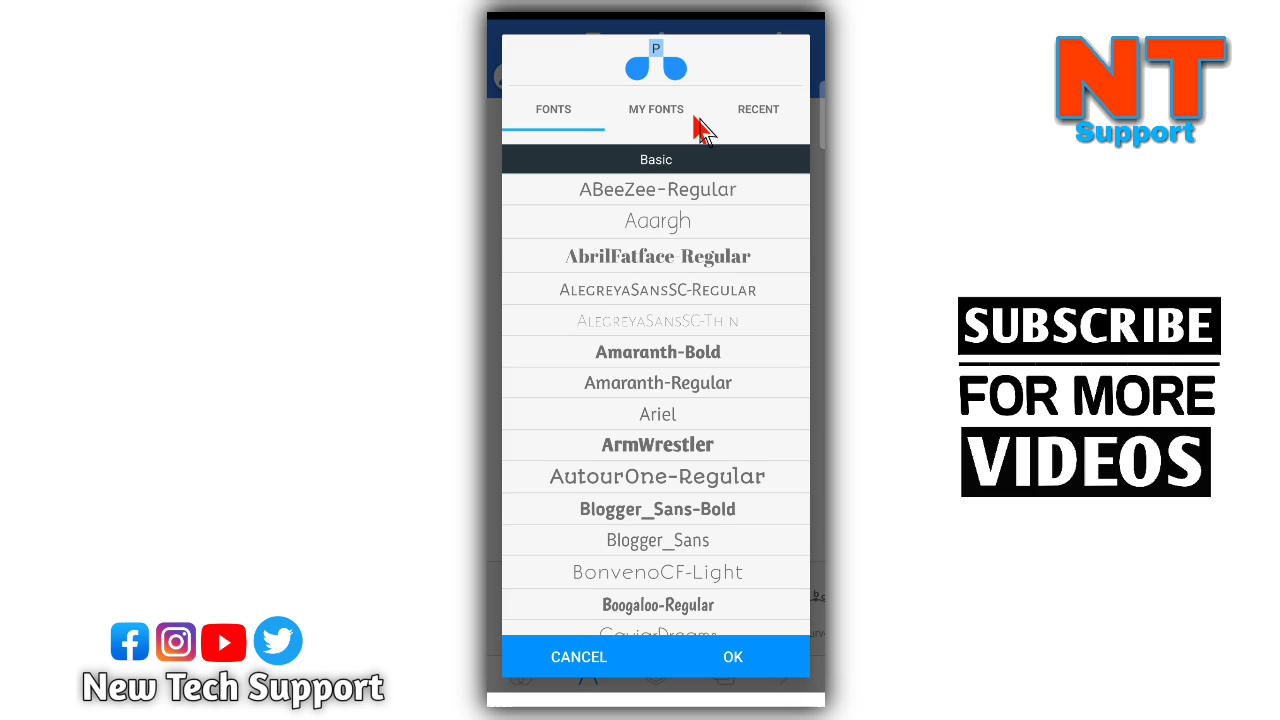 P
FONTS
MY FONTS
RECENT
Basic
ABeeZee-Regular
Aaargh
AbrilFatface-Regular
AlegreyaSansSC-Regular
AlegreyaSansSC-Thin
Amaranth-Bold
Amaranth-Regular
Ariel
ArmWrestler
AutourOne-Regular
Blogger_Sans-Bold
Blogger_Sans
BonvenoCF-Light
Boogaloo-Regular
CaviarDreams
CANCEL
OK
NT
Support
SUBSCRIBE
FOR MORE
VIDEOS
New Tech Support